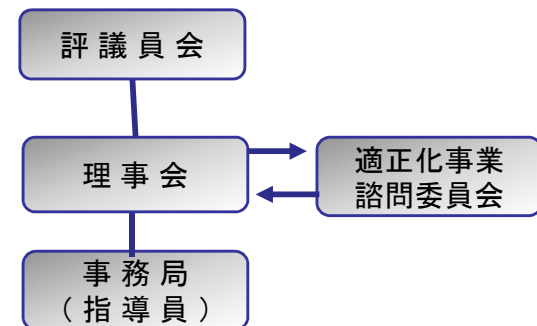 評議員会
理事会
適正化事業
諮問委員会
事務局
（指導員）